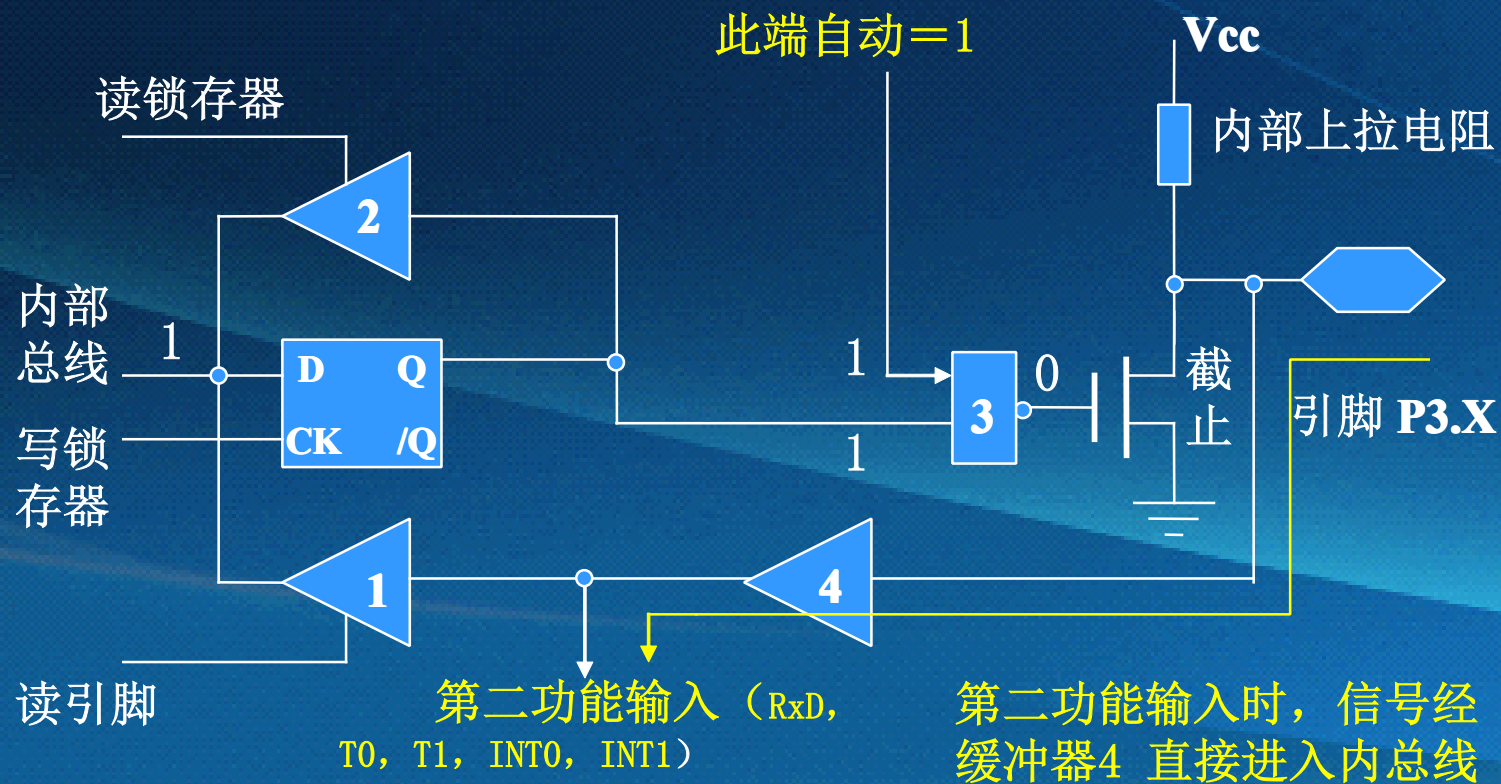 此端自动＝1
Vcc
读锁存器
内部上拉电阻
2
内部
总线
1
D
Q
1
0
截
止
3
引脚 P3.X
CK
/Q
写锁
存器
1
1
4
读引脚
第二功能输入（RxD，
T0，T1，INT0，INT1）
第二功能输入时，信号经
缓冲器4 直接进入内总线